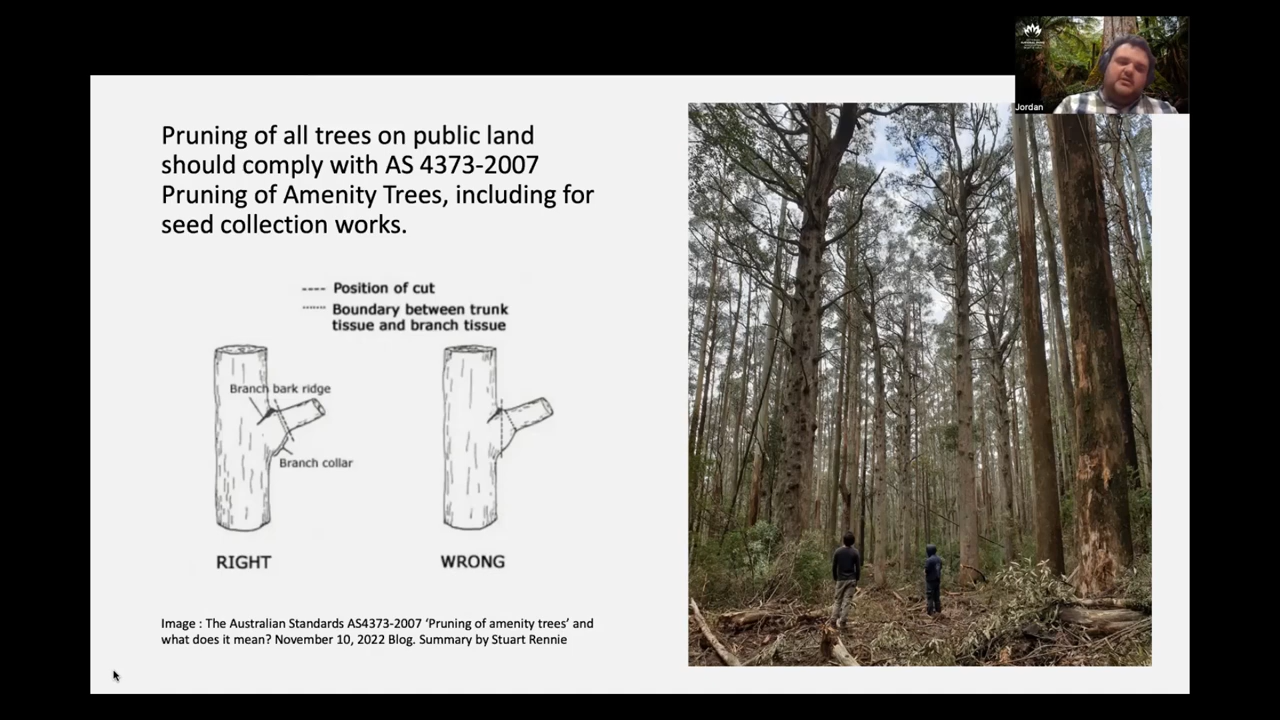 Pruning of all trees on public land
should comply with AS 4373-2007
Pruning of Amenity Trees, including for
seed collection works.
Position of cut
Boundary between trunk
tissue and branch tissue
Branch bark ridge
Branch collar
RIGHT
WRONG
Image : The Australian Standards AS4373-2007 ‘Pruning of amenity trees’ and
what does it mean? November 10, 2022 Blog. Summary by Stuart Rennie
Jordan